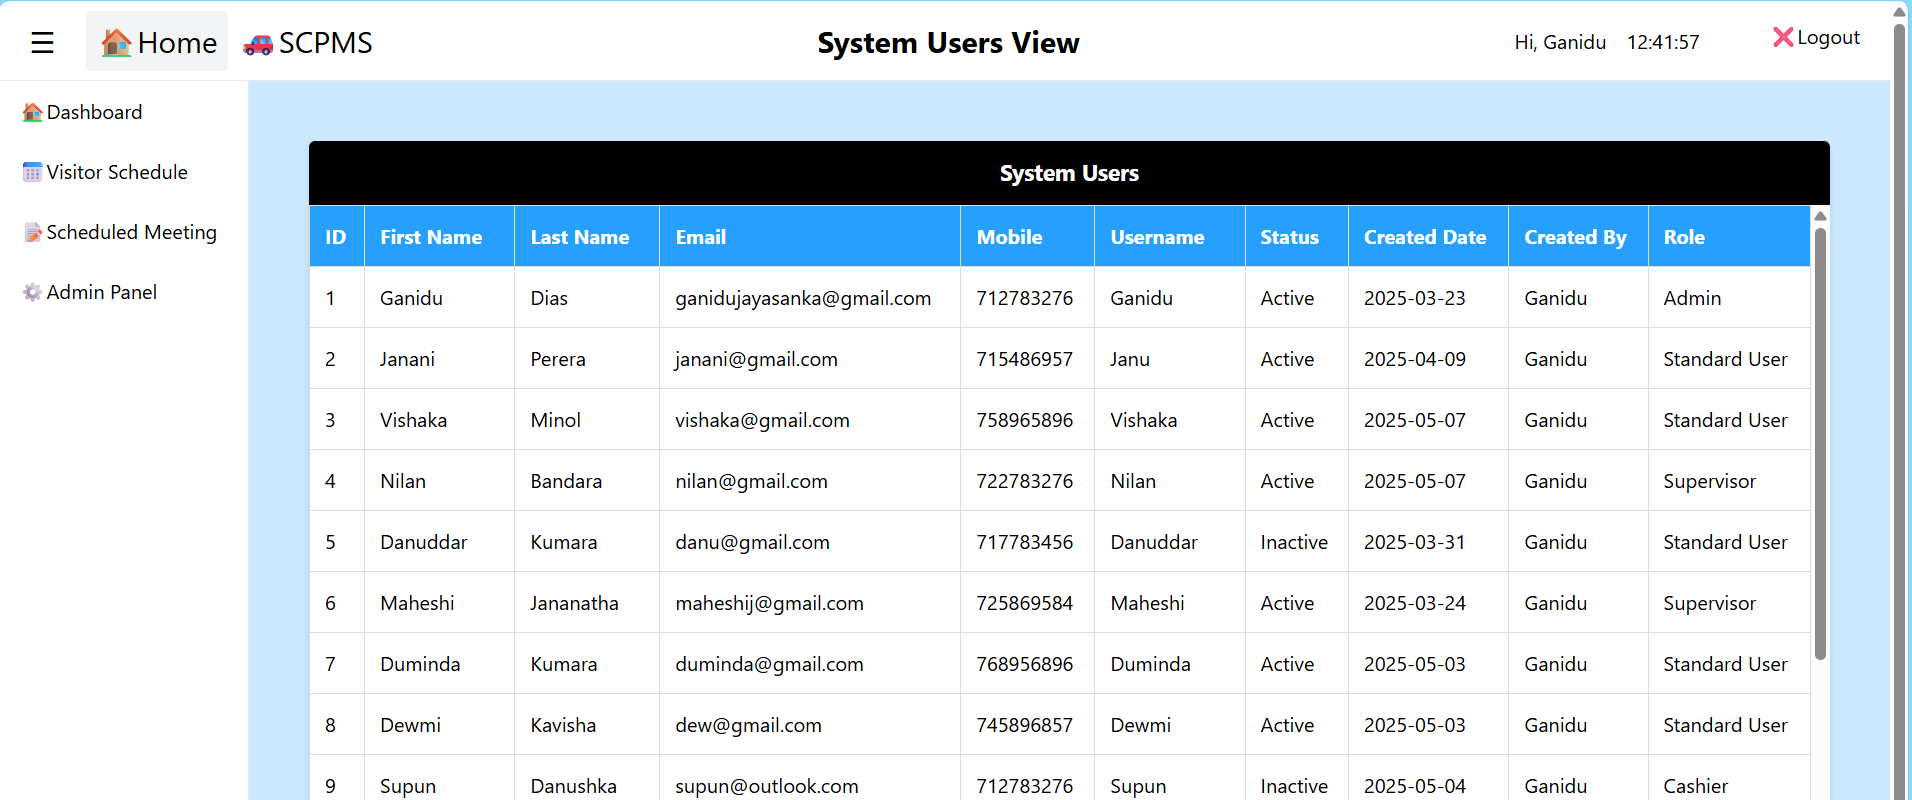 ☰ Home SCPMS System Users View Hi, Ganidu 12:41:57 Logout
Dashboard
Visitor Schedule
Scheduled Meeting
Admin Panel
System Users
ID First Name Last Name Email Mobile Username Status Created Date Created By Role
1 Ganidu Dias ganidujayasanka@gmail.com 712783276 Ganidu Active 2025-03-23 Ganidu Admin
2 Janani Perera janani@gmail.com 715486957 Janu Active 2025-04-09 Ganidu Standard User
3 Vishaka Minol vishaka@gmail.com 758965896 Vishaka Active 2025-05-07 Ganidu Standard User
4 Nilan Bandara nilan@gmail.com 722783276 Nilan Active 2025-05-07 Ganidu Supervisor
5 Danuddar Kumara danu@gmail.com 717783456 Danuddar Inactive 2025-03-31 Ganidu Standard User
6 Maheshi Jananatha maheshij@gmail.com 725869584 Maheshi Active 2025-03-24 Ganidu Supervisor
7 Duminda Kumara duminda@gmail.com 768956896 Duminda Active 2025-05-03 Ganidu Standard User
8 Dewmi Kavisha dew@gmail.com 745896857 Dewmi Active 2025-05-03 Ganidu Standard User
9 Supun Danushka supun@outlook.com 712783276 Supun Inactive 2025-05-04 Ganidu Cashier